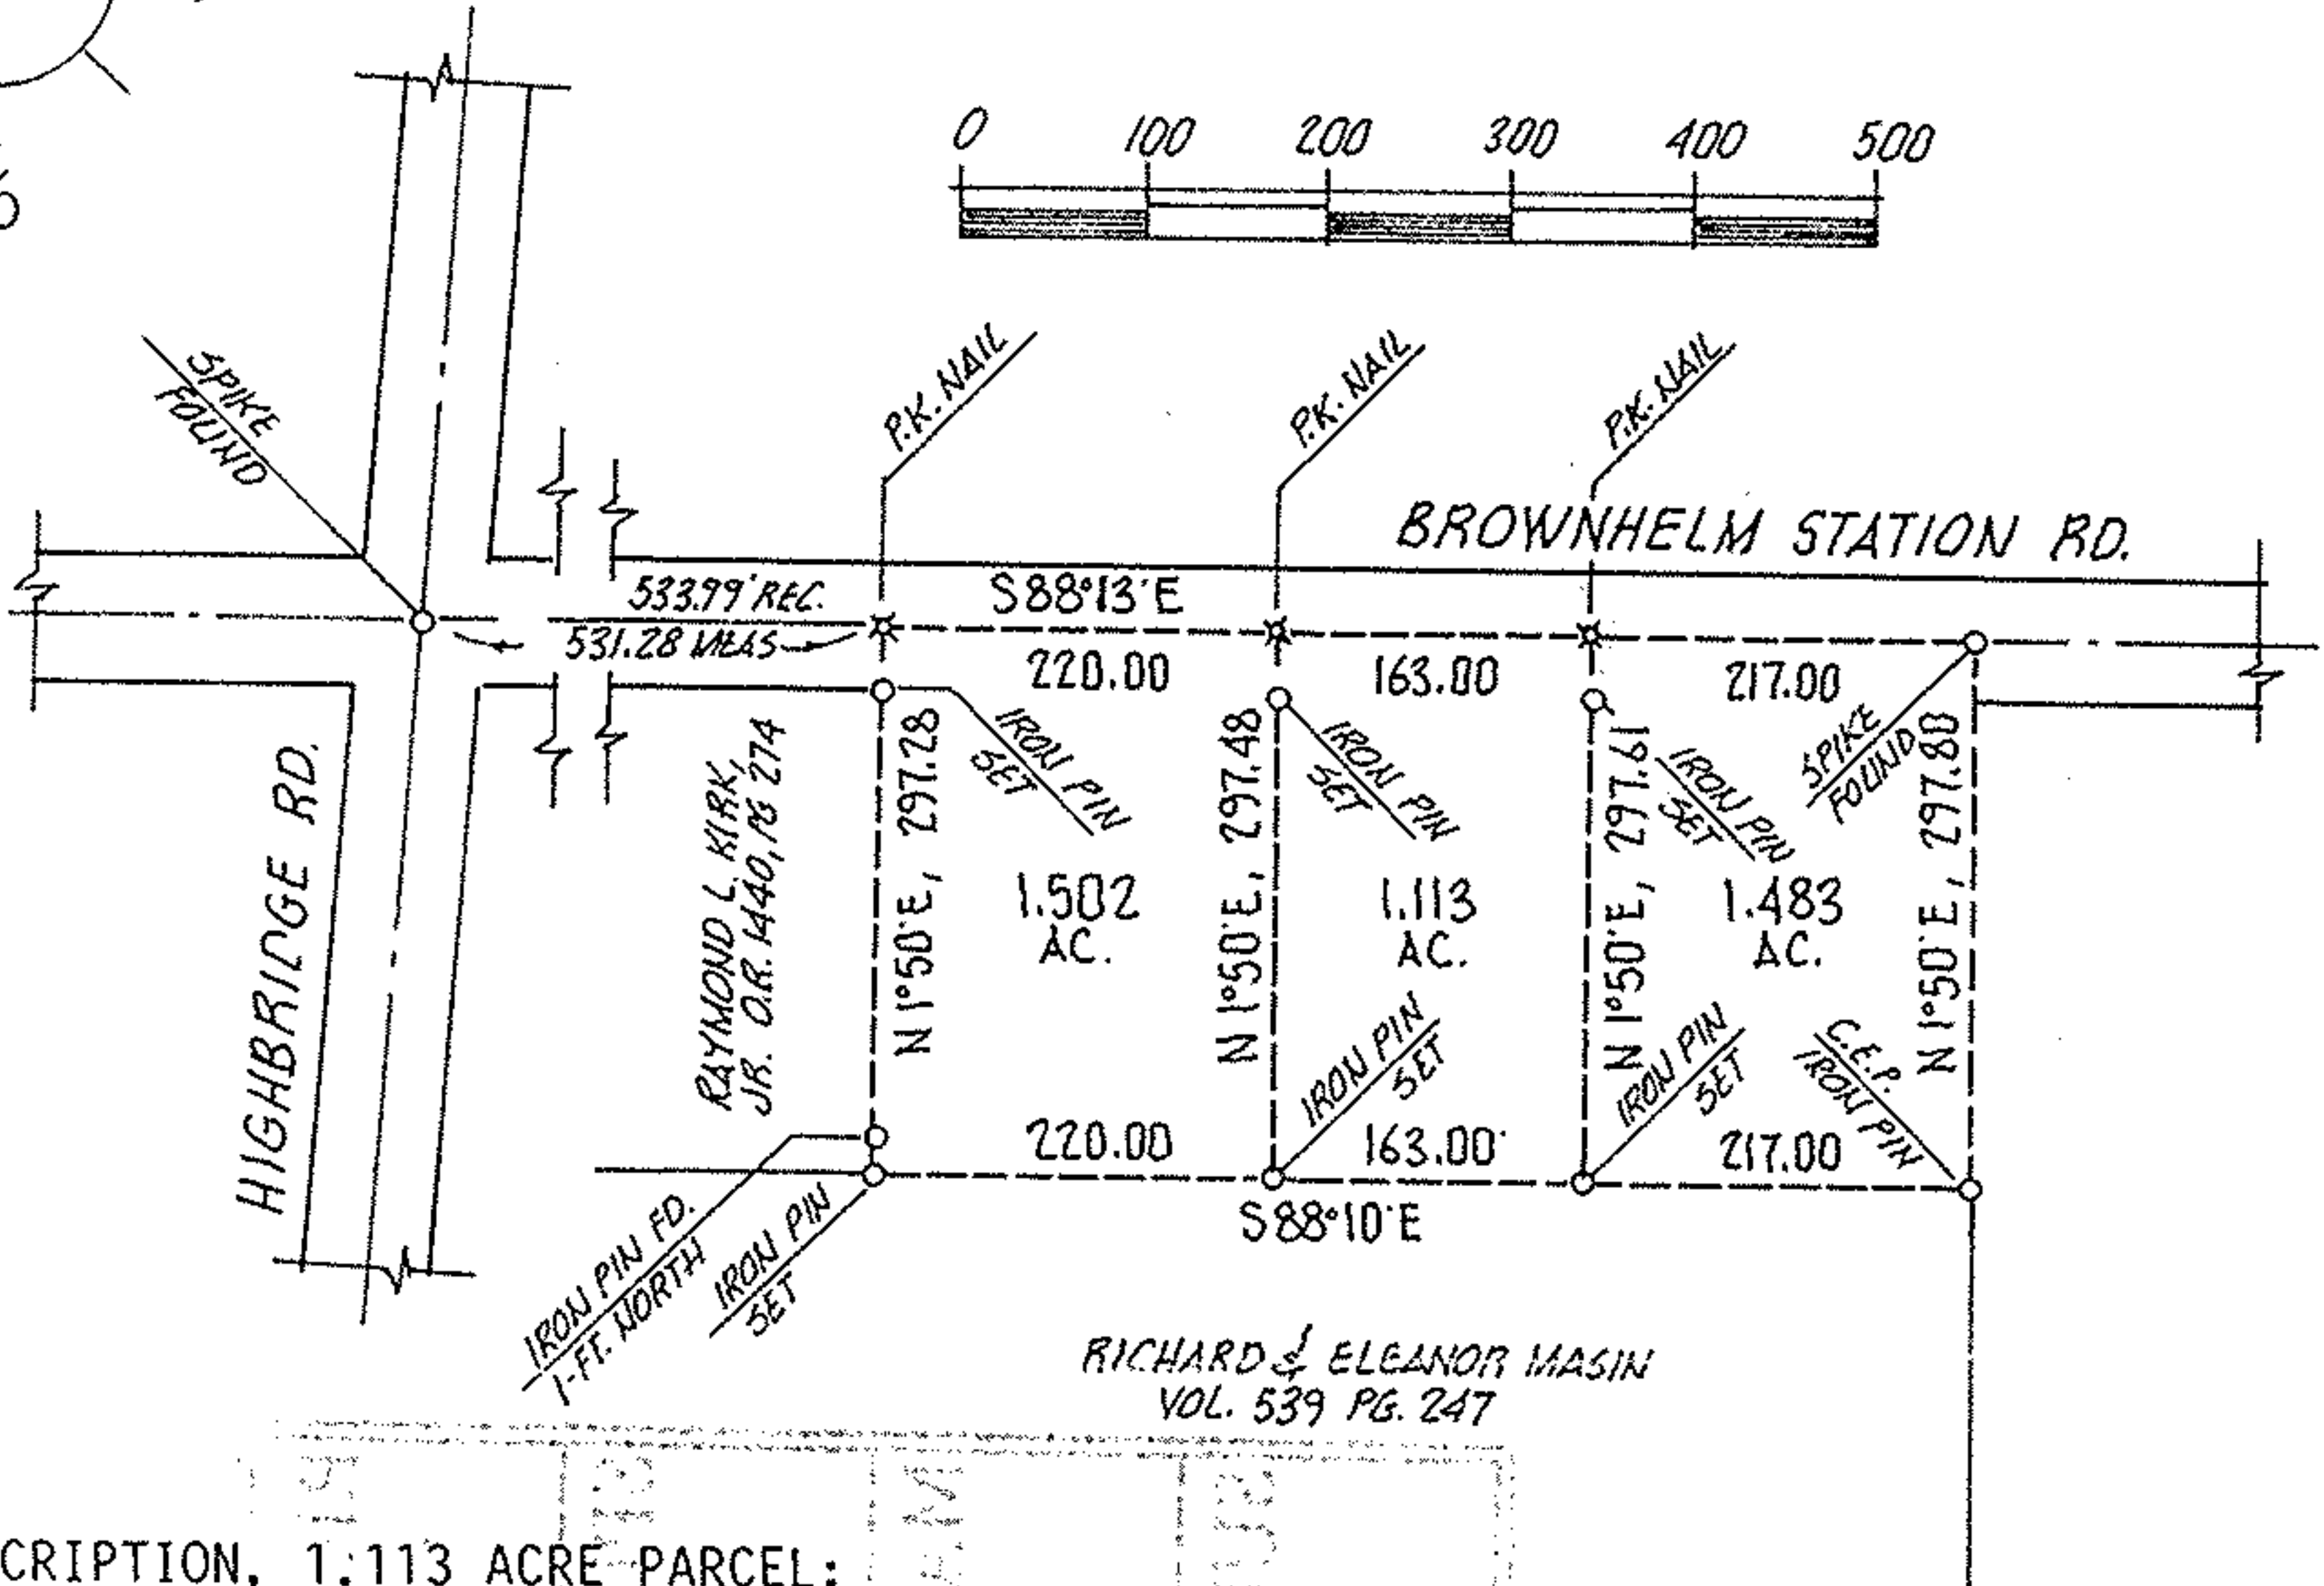 0 100 200 300 400 500
SPIKE
FOUND
P.K. NAIL
P.K. NAIL
P.K. NAIL
BROWNHELM STATION RD.
533.99' REC.
531.28 MEAS
S88°13'E
220.00
163.00
217.00
HIGHBRIDGE RD.
RAYMOND L. KIRK,
JR. O.R. 1440, PG 274
N 1°50'E, 297.28
IRON PIN
SET
1.502
AC.
N 1°50'E, 297.48
IRON PIN
SET
1.113
AC.
N 1°50'E, 297.61
IRON PIN
SET
1.483
AC.
SPIKE
FOUND
N 1°50'E, 297.80
IRON PIN FD.
1-FT. NORTH
IRON PIN
SET
220.00
IRON PIN
SET
163.00'
IRON PIN
SET
217.00
C.E.P.
IRON PIN
S88°10'E
RICHARD & ELEANOR MASIN
VOL. 539 PG. 247
CRIPTION, 1.113 ACRE PARCEL: